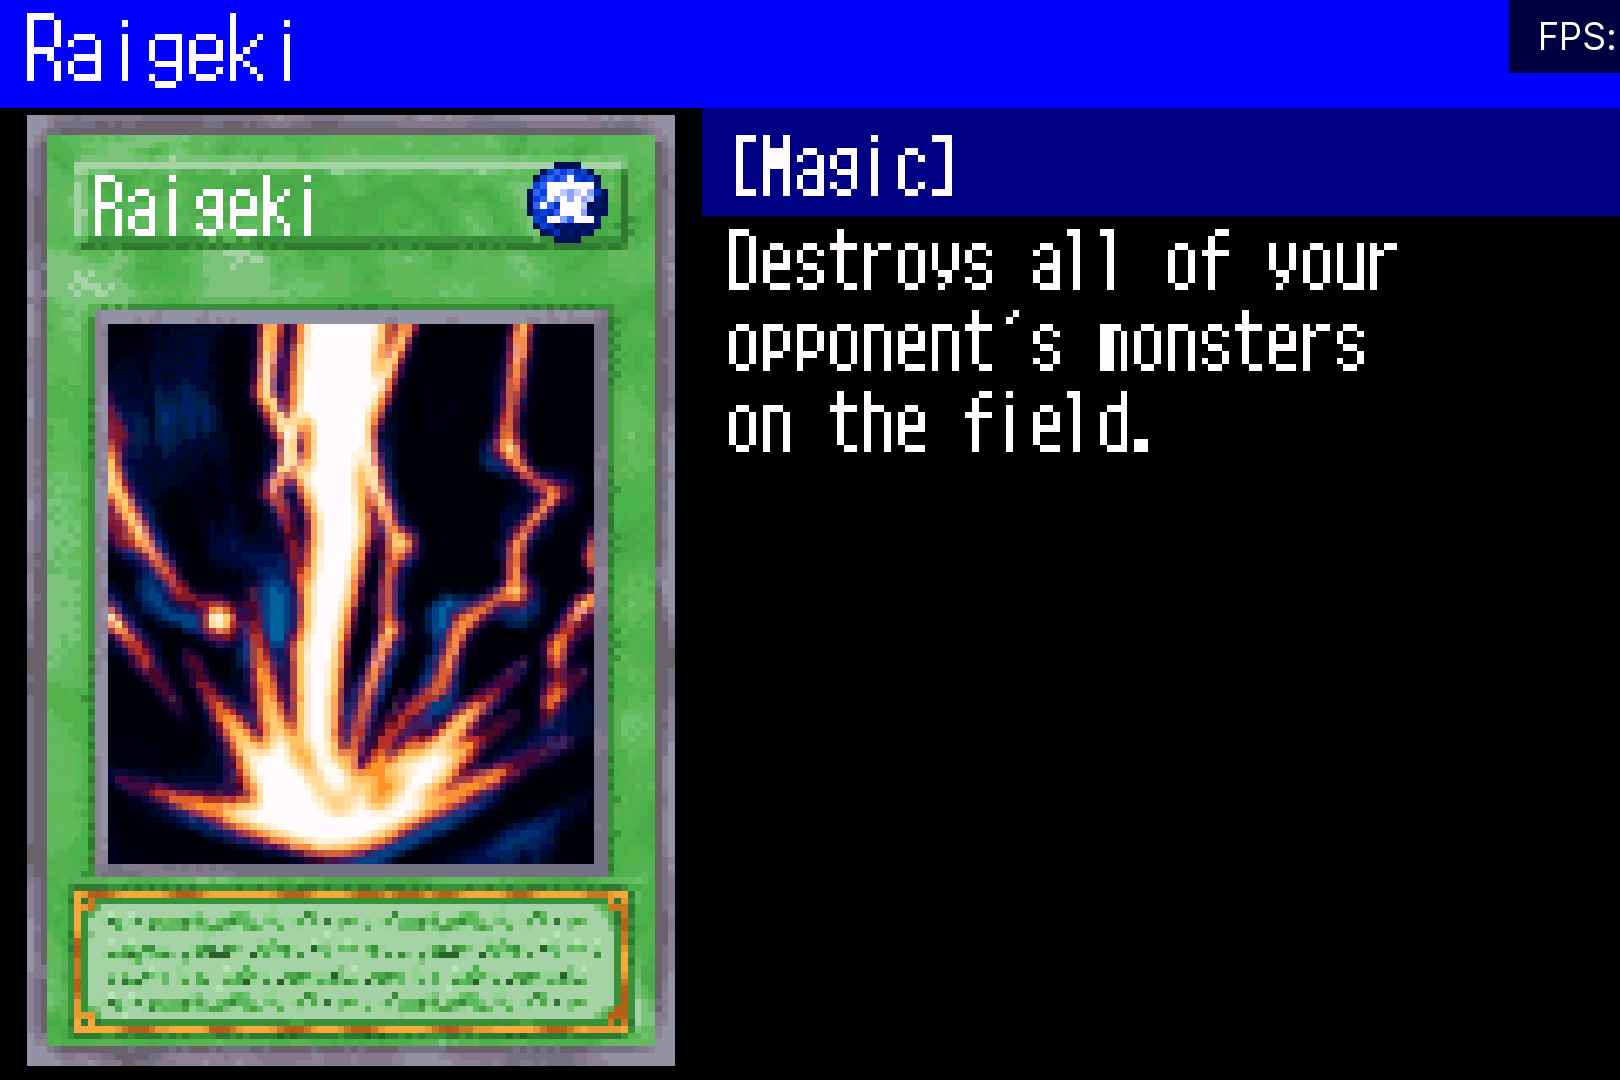 Raigeki
FPS:
Raigeki
[Magic]
Destroys all of your
opponent's monsters
on the field.